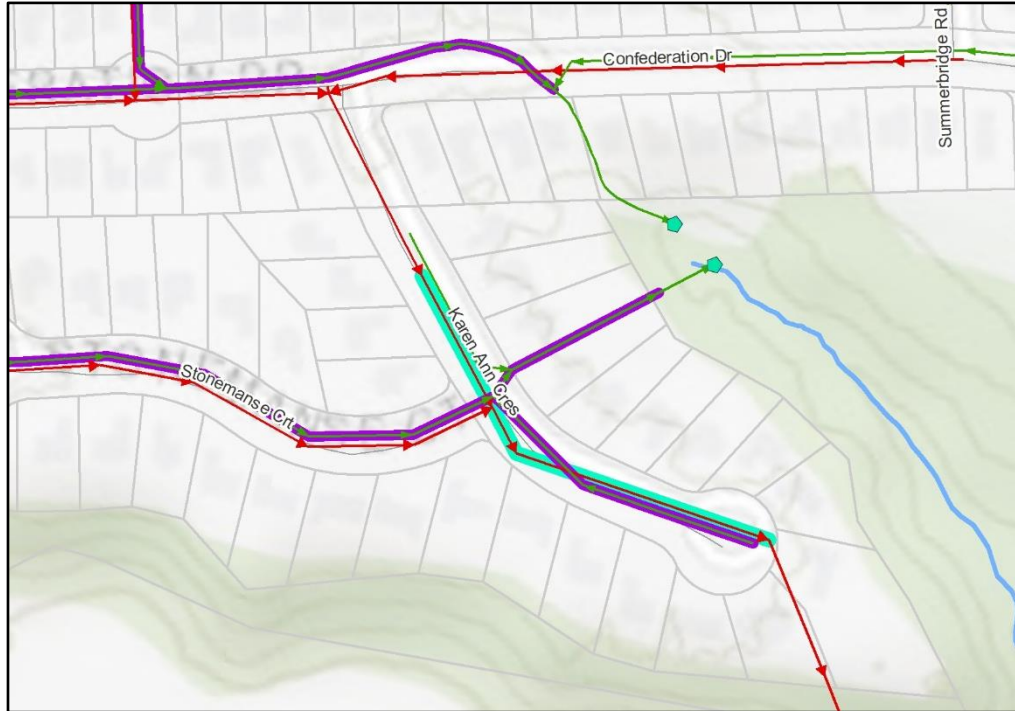 Summerbridge Rd
Confederation Dr
Karen Ann Cres
Stonemanse Crt